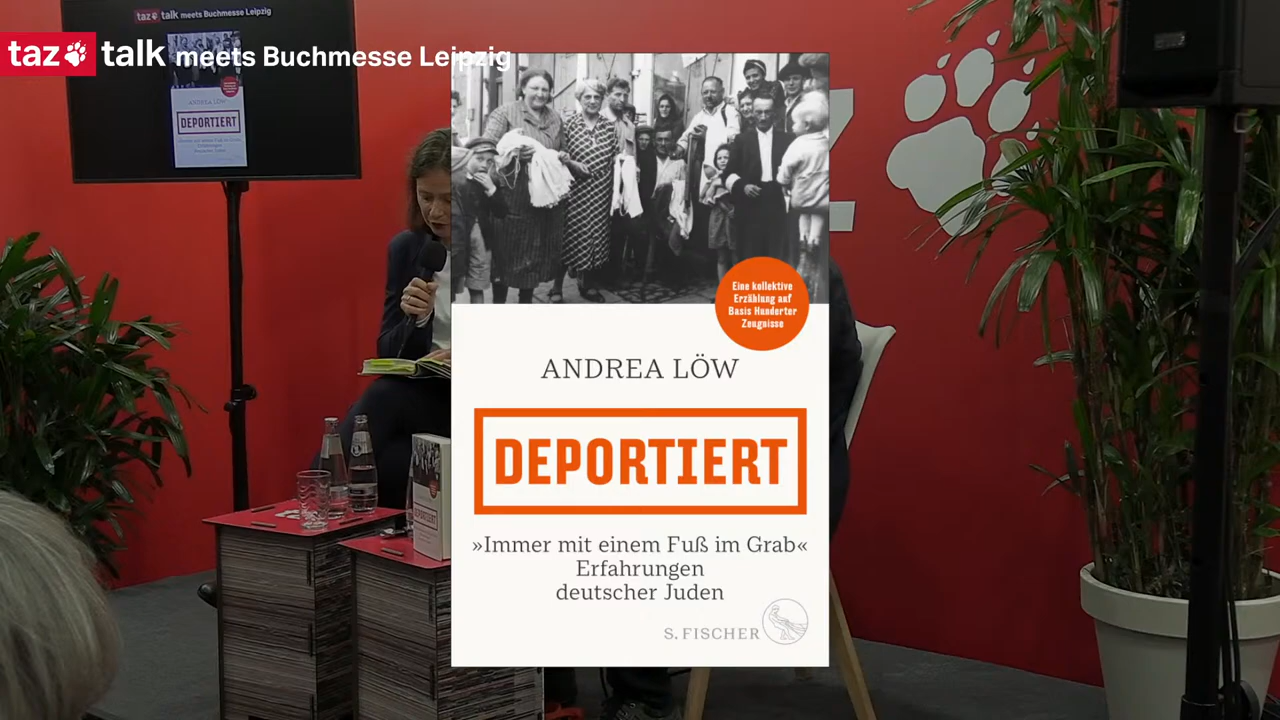 taz talk meets Buchmesse Leipzig
taz talk meets Buchmesse Leipzig
ANDREA LÖW
DEPORTIERT
Eine kollektive
Erzählung auf
Basis Hunderter
Zeugnisse
ANDREA LÖW
DEPORTIERT
»Immer mit einem Fuß im Grab«
Erfahrungen
deutscher Juden
S. FISCHER
DEPORTIERT